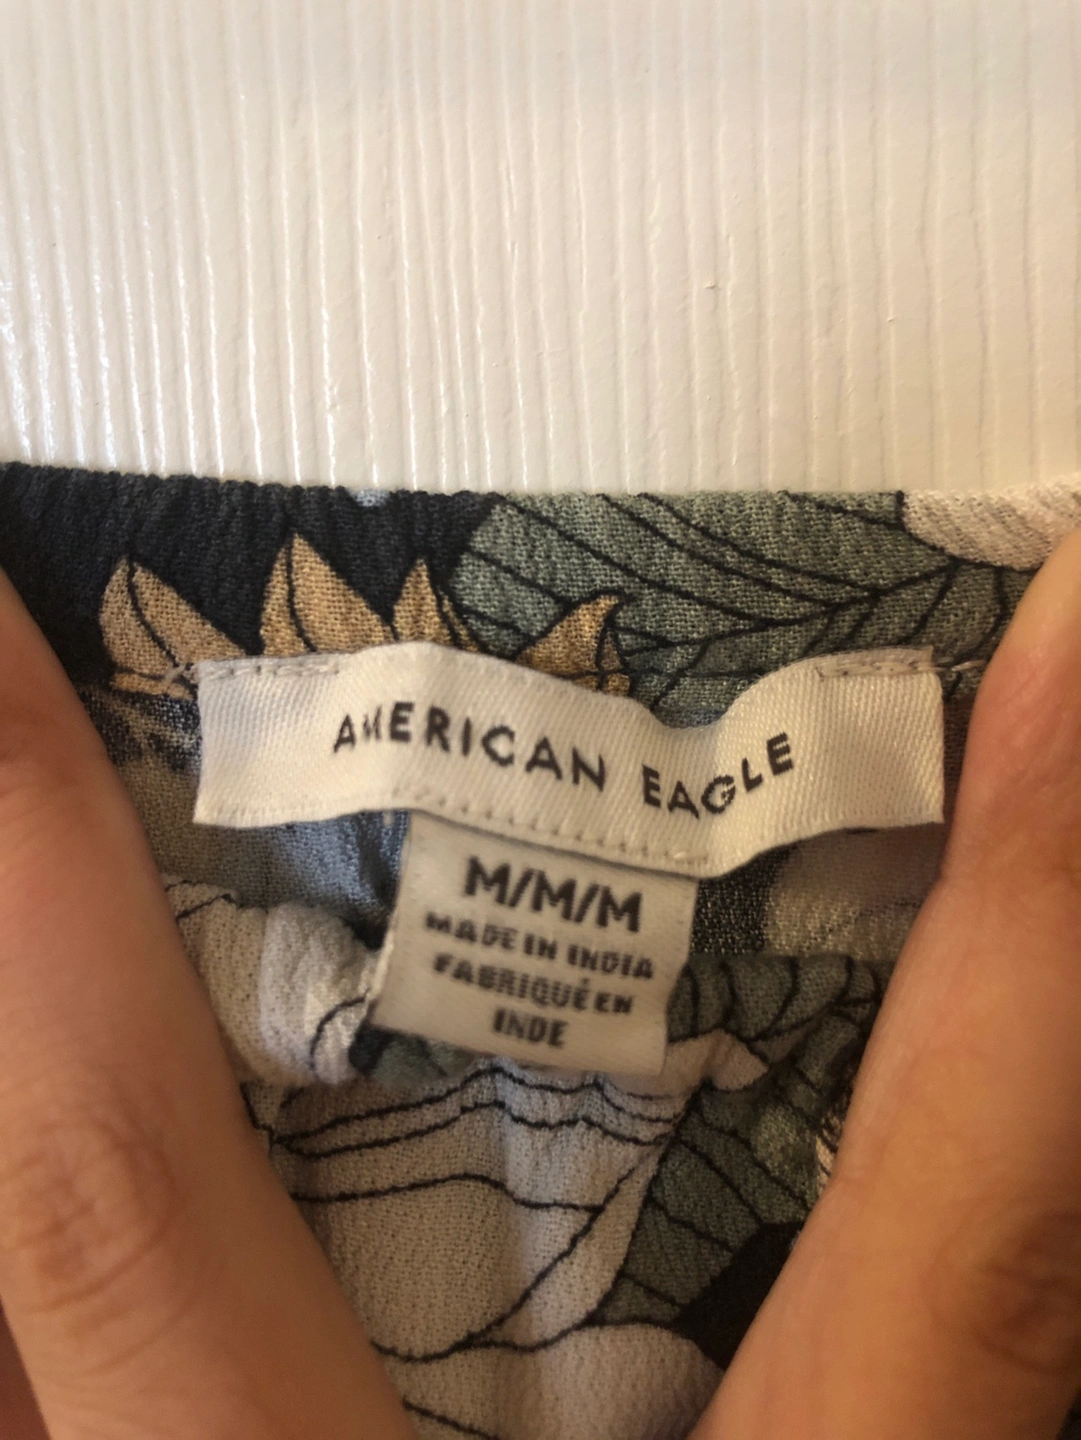 AMERICAN EAGLE
M/M/M
MADE IN INDIA
FABRIQUÉ EN
INDE